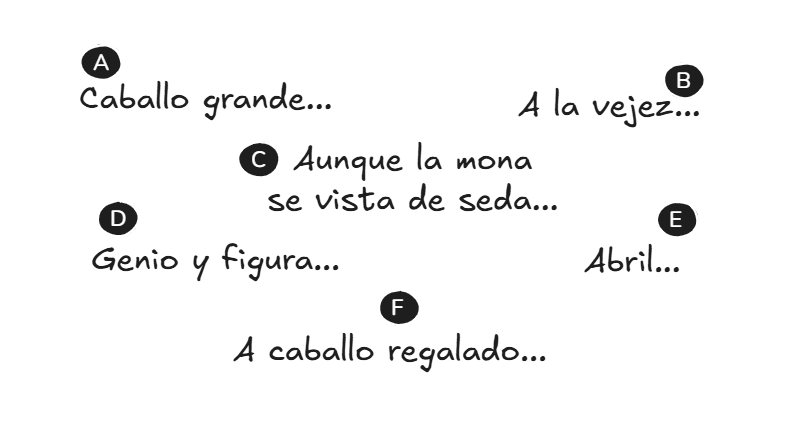 A
Caballo grande...
B
A la vejez...
C Aunque la mona
se vista de seda...
D
Genio y figura...
E
Abril...
F
A caballo regalado...